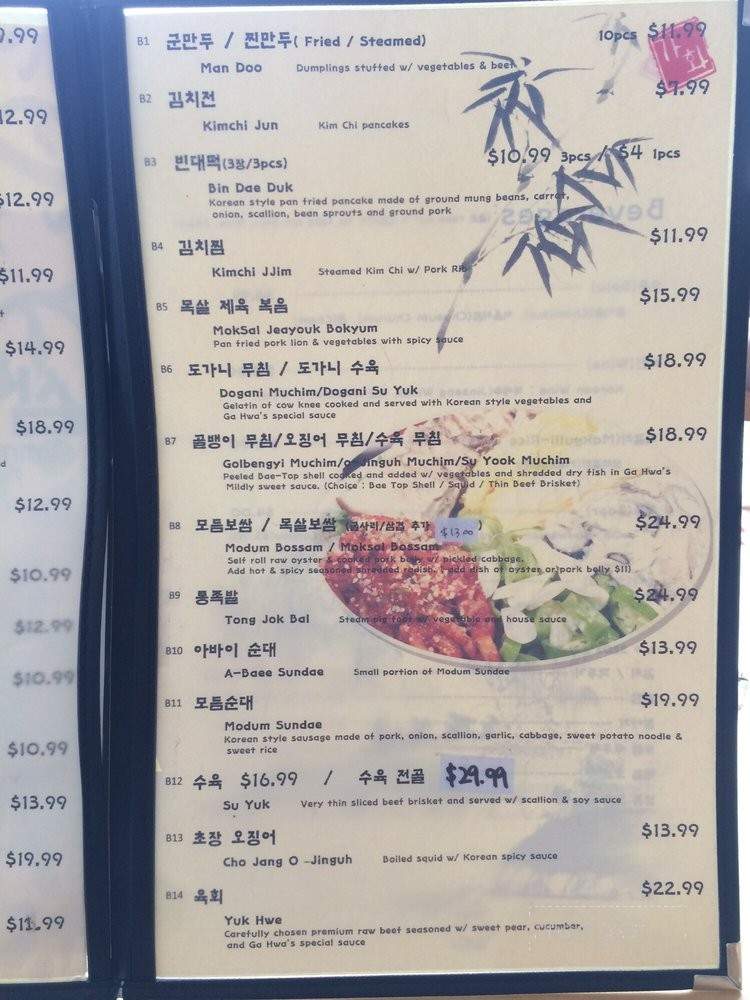 9.99
12.99
$12.99
$11.99
$14.99
$18.99
$12.99
$10.99
$12.99
$10.99
$10.99
$13.99
$19.99
$11.99
B1 군만두 / 찐만두( Fried / Steamed) 10pcs $11.99
Man Doo Dumplings stuffed w/ vegetables & beef
가화
B2 김치전 $7.99
Kimchi Jun Kim Chi pancakes
B3 빈대떡(3장/3pcs) $10.99 3pcs / $4 1pcs
Bin Dae Duk
Korean style pan fried pancake made of ground mung beans, carrot,
onion, scallion, bean sprouts and ground pork
B4 김치찜 $11.99
Kimchi JJim Steamed Kim Chi w/ Pork Rib
B5 목살 제육 볶음 $15.99
MokSal Jeayouk Bokyum
Pan fried pork lion & vegetables with spicy sauce
B6 도가니 무침 / 도가니 수육 $18.99
Dogani Muchim/Dogani Su Yuk
Gelatin of cow knee cooked and served with Korean style vegetables and
Ga Hwa's special sauce
B7 골뱅이 무침/오징어 무침/수육 무침 $18.99
Golbengyi Muchim/o-Jinguh Muchim/Su Yook Muchim
Peeled Bae-Top shell cooked and added w/ vegetables and shredded dry fish in Ga Hwa's
Mildly sweet sauce. (Choice : Bae Top Shell / Squid / Thin Beef Brisket)
B8 모듬보쌈 / 목살보쌈 (굴사리/삼겹 추가 $13.00 ) $24.99
Modum Bossam / Moksal Bossam
Self roll raw oyster & cooked pork belly w/ pickled cabbage.
Add hot & spicy seasoned shredded radish. ( add dish of oyster or pork belly $11)
B9 통족발 $24.99
Tong Jok Bal Steam pig foot w/ vegetable and house sauce
B10 아바이 순대 $13.99
A-Baee Sundae Small portion of Modum Sundae
B11 모듬순대 $19.99
Modum Sundae
Korean style sausage made of pork, onion, scallion, garlic, cabbage, sweet potato noodle &
sweet rice
B12 수육 $16.99 / 수육 전골 $29.99
Su Yuk Very thin sliced beef brisket and served w/ scallion & soy sauce
B13 초장 오징어 $13.99
Cho Jang O -Jinguh Boiled squid w/ Korean spicy sauce
B14 육회 $22.99
Yuk Hwe
Carefully chosen premium raw beef seasoned w/ sweet pear, cucumber,
and Ga Hwa's special sauce